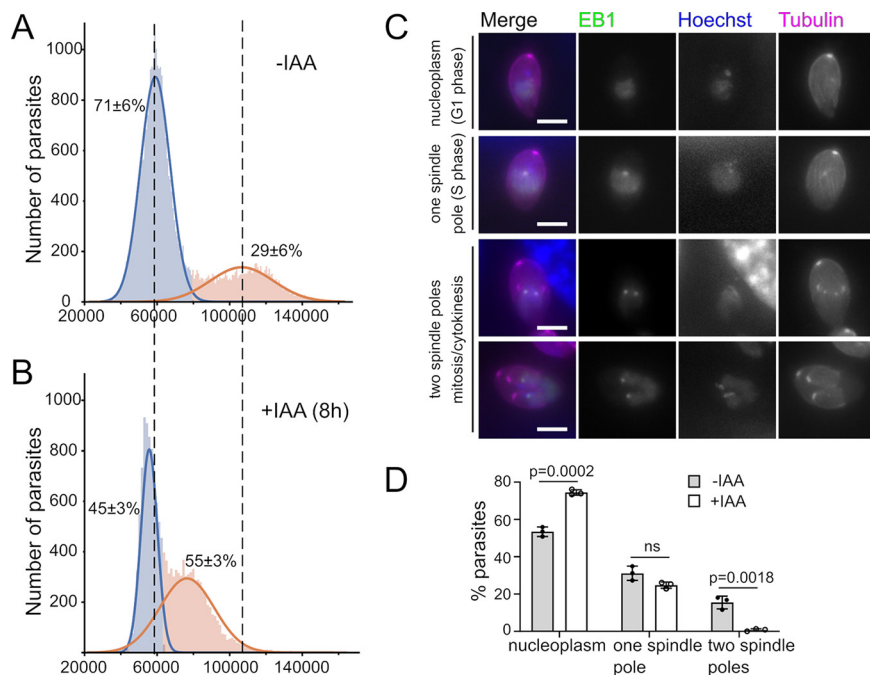 A
Number of parasites
1000
800
600
400
200
0
-IAA
71±6%
29±6%
20000 60000 100000 140000
B
Number of parasites
1000
800
600
400
200
0
+IAA (8h)
45±3%
55±3%
20000 60000 100000 140000
C
Merge EB1 Hoechst Tubulin
nucleoplasm
(G1 phase)
one spindle
pole (S phase)
two spindle poles
mitosis/cytokinesis
D
% parasites
80
60
40
20
0
p=0.0002
ns
p=0.0018
-IAA
+IAA
nucleoplasm one spindle two spindle
pole poles